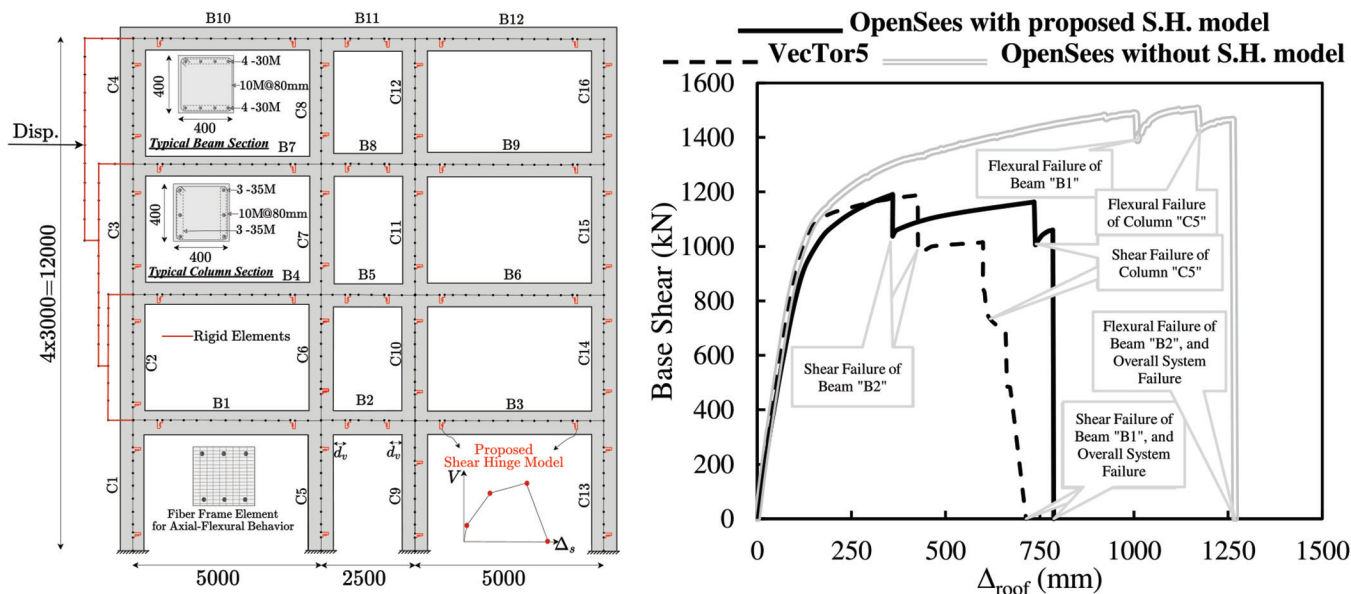 B10 B11 B12
C4
4 -30M
10M@80mm
4 -30M
400
400
Typical Beam Section
C8
C12
C16
B7
B8
B9
Disp.
C3
3 -35M
10M@80mm
3 -35M
400
400
Typical Column Section
C7
C11
C15
B4
B5
B6
4x3000=12000
Rigid Elements
C2
C6
C10
C14
B1
B2
B3
C1
Fiber Frame Element
for Axial-Flexural Behavior
C5
dv dv
C9
Proposed
Shear Hinge Model
V
Δs
C13
5000 2500 5000
OpenSees with proposed S.H. model
VecTor5 OpenSees without S.H. model
Base Shear (kN)
1600
1400
1200
1000
800
600
400
200
0
Flexural Failure of
Beam "B1"
Flexural Failure
of Column "C5"
Shear Failure of
Column "C5"
Shear Failure of
Beam "B2"
Flexural Failure of
Beam "B2", and
Overall System
Failure
Shear Failure of
Beam "B1", and
Overall System
Failure
0 250 500 750 1000 1250 1500
Δroof (mm)